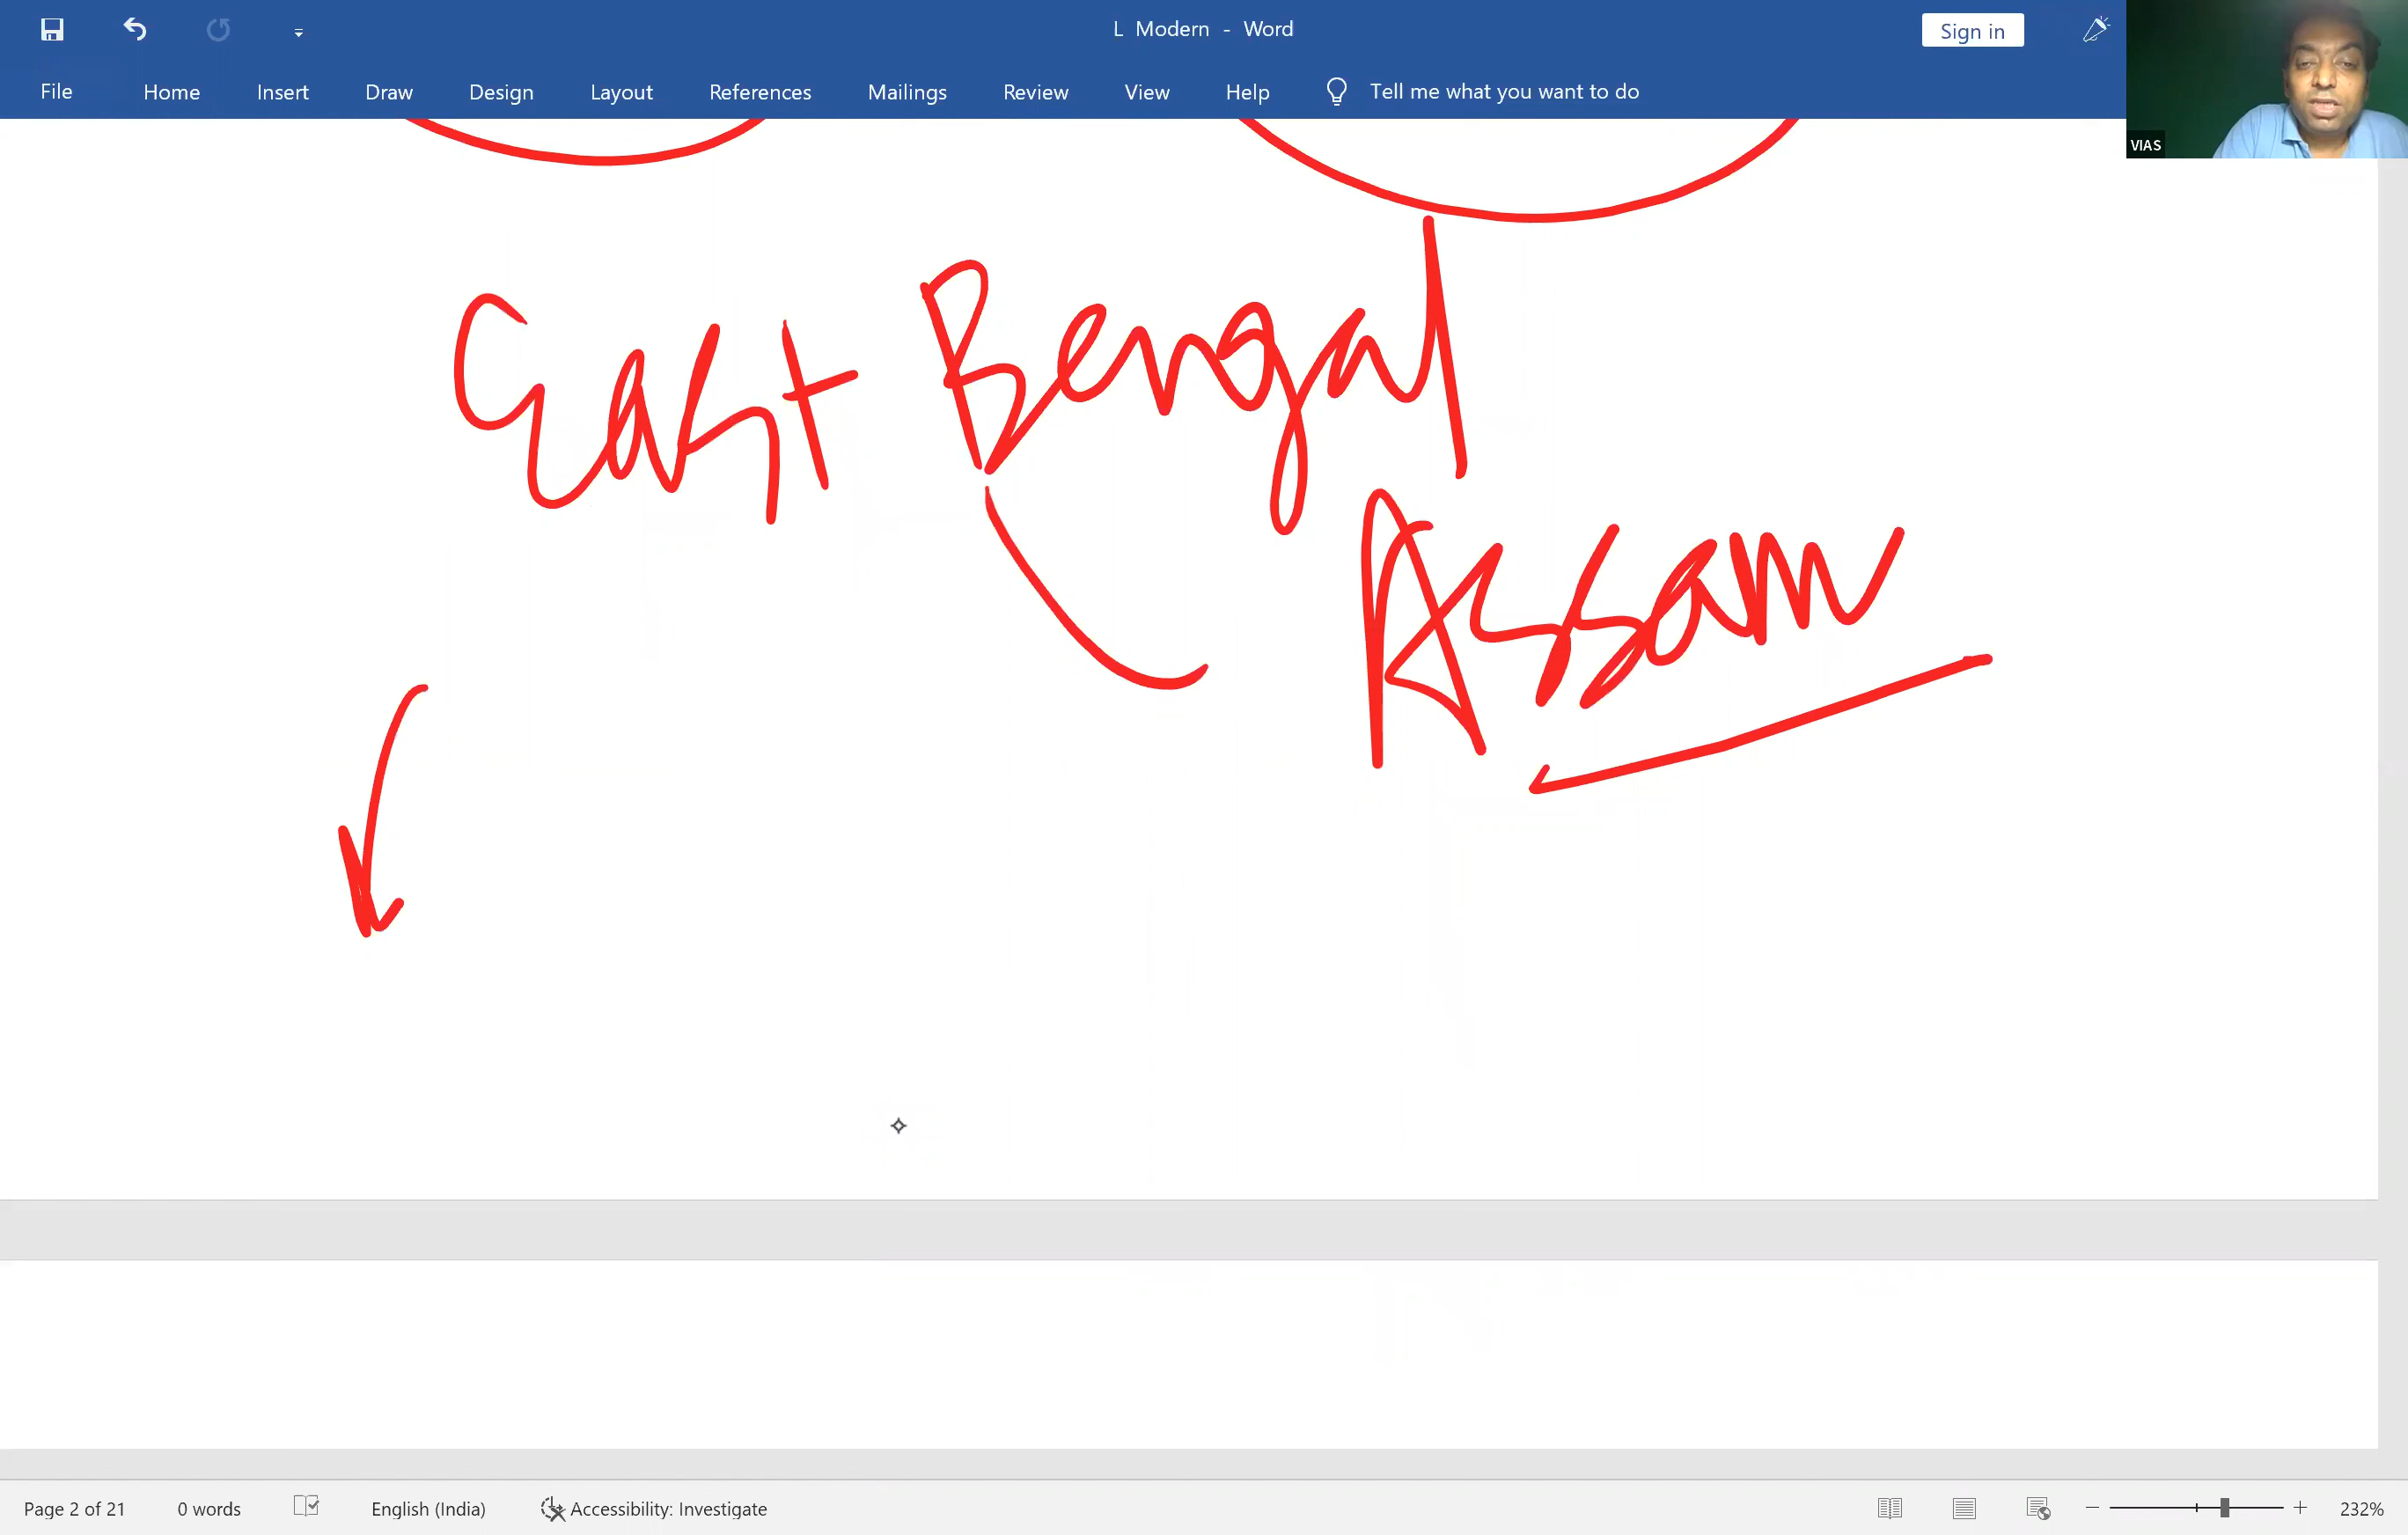 L Modern - Word
Sign in
File Home Insert Draw Design Layout References Mailings Review View Help Tell me what you want to do
VIAS
East Bengal
Assam
Page 2 of 21 0 words English (India) Accessibility: Investigate 232%